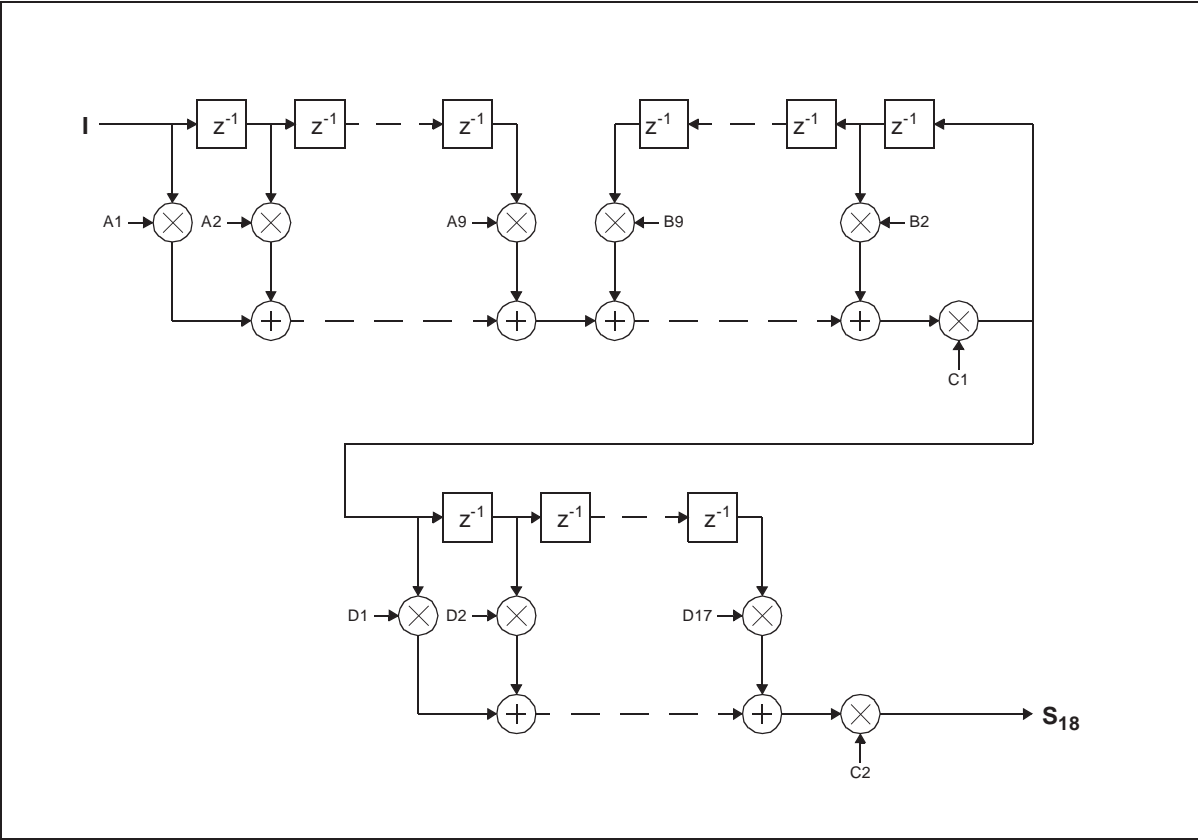 I
z⁻¹ z⁻¹ z⁻¹ z⁻¹ z⁻¹ z⁻¹
A1 A2 A9 B9 B2
C1
z⁻¹ z⁻¹ z⁻¹
D1 D2 D17
S₁₈
C2